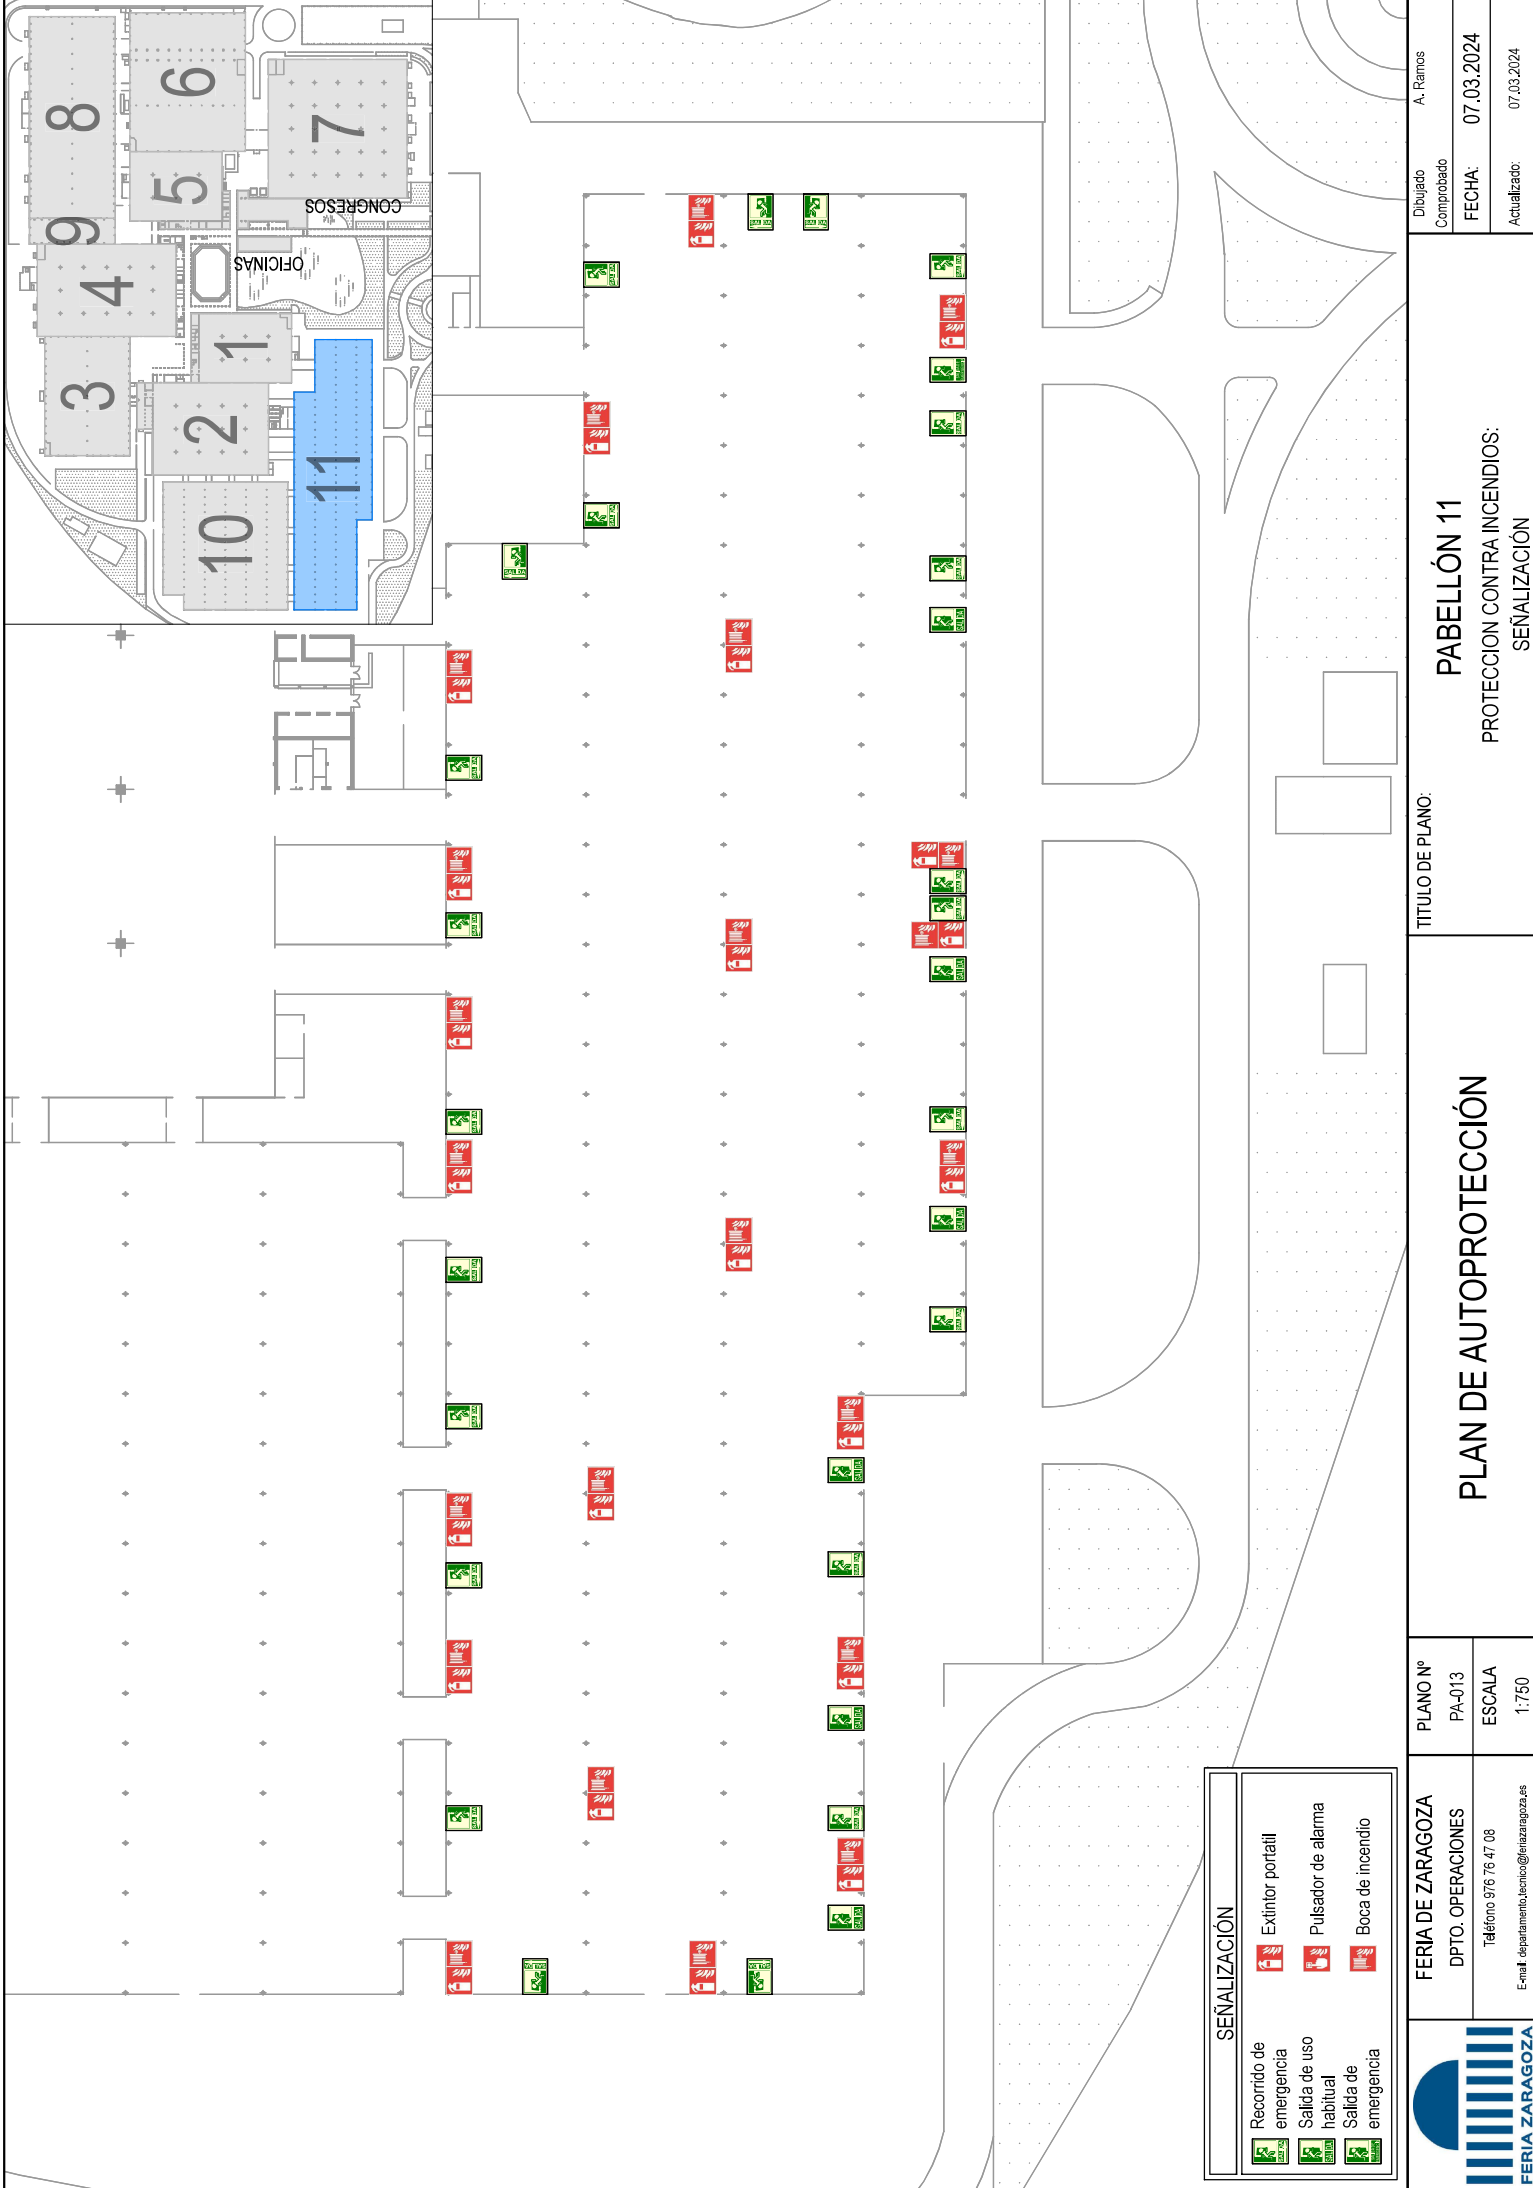 8
6
7
9
5
CONGRESOS
OFICINAS
4
3
1
2
10
11
SEÑALIZACIÓN
Recorrido de
emergencia
Salida de uso
habitual
Salida de
emergencia
Extintor portatil
Pulsador de alarma
Boca de incendio
FERIA ZARAGOZA
FERIA DE ZARAGOZA
DPTO. OPERACIONES
Teléfono 976 76 47 08
E-mail: departamento.tecnico@feriazaragoza.es
PLANO Nº
PA-013
ESCALA
1:750
PLAN DE AUTOPROTECCIÓN
TITULO DE PLANO:
PABELLÓN 11
PROTECCION CONTRA INCENDIOS:
SEÑALIZACIÓN
Dibujado A. Ramos
Comprobado
FECHA: 07.03.2024
Actualizado: 07.03.2024